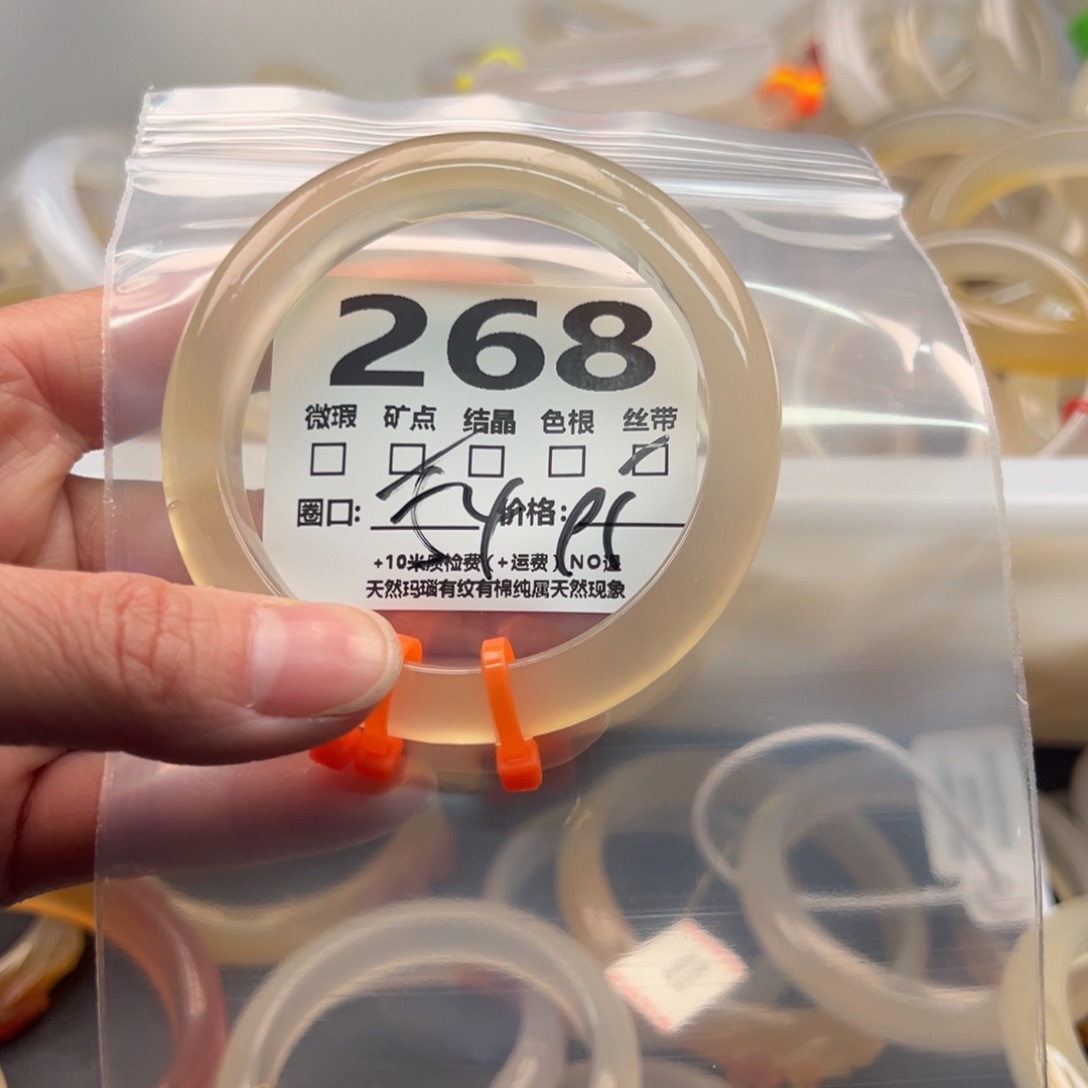 268
微瑕 矿点 结晶 色根 丝带
圈口: 价格:
+10米质检费(+运费)NO退
天然玛瑙有纹有棉纯属天然现象